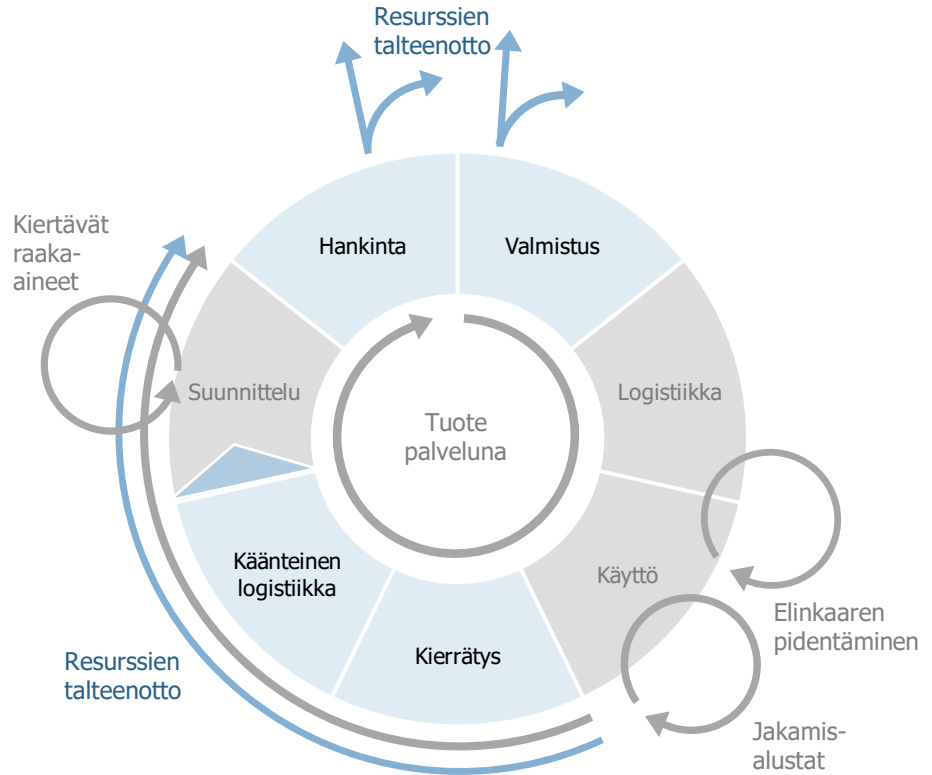 Resurssien
talteenotto
Kiertävät
raaka-
aineet
Hankinta
Valmistus
Suunnittelu
Logistiikka
Tuote
palveluna
Käänteinen
logistiikka
Käyttö
Kierrätys
Elinkaaren
pidentäminen
Resurssien
talteenotto
Jakamis-
alustat